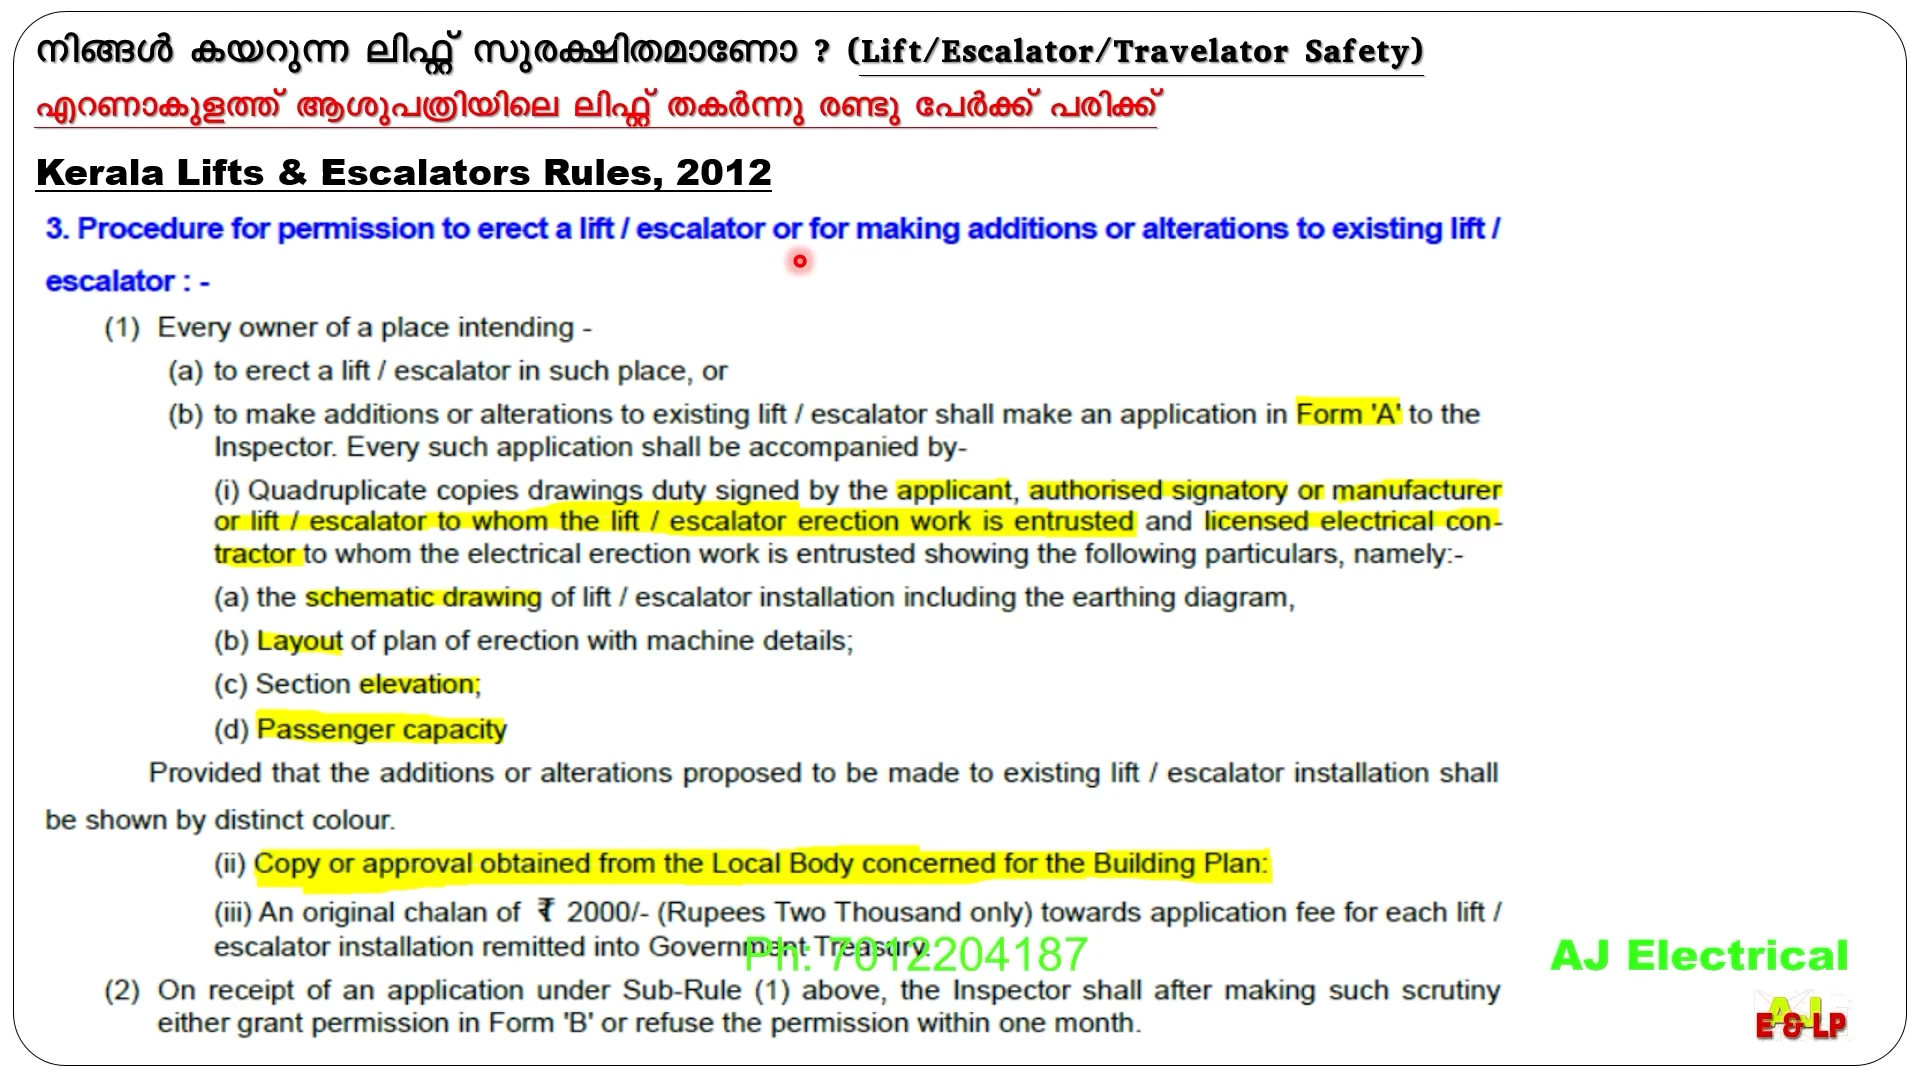 നിങ്ങൾ കയറുന്ന ലിഫ്റ്റ് സുരക്ഷിതമാണോ ? (Lift/Escalator/Travelator Safety)
എറണാകുളത്ത് ആശുപത്രിയിലെ ലിഫ്റ്റ് തകർന്നു രണ്ടു പേർക്ക് പരിക്ക്
Kerala Lifts & Escalators Rules, 2012
3. Procedure for permission to erect a lift / escalator or for making additions or alterations to existing lift /
escalator : -
(1) Every owner of a place intending -
(a) to erect a lift / escalator in such place, or
(b) to make additions or alterations to existing lift / escalator shall make an application in Form 'A' to the
Inspector. Every such application shall be accompanied by-
(i) Quadruplicate copies drawings duty signed by the applicant, authorised signatory or manufacturer
or lift / escalator to whom the lift / escalator erection work is entrusted and licensed electrical con-
tractor to whom the electrical erection work is entrusted showing the following particulars, namely:-
(a) the schematic drawing of lift / escalator installation including the earthing diagram,
(b) Layout of plan of erection with machine details;
(c) Section elevation;
(d) Passenger capacity
Provided that the additions or alterations proposed to be made to existing lift / escalator installation shall
be shown by distinct colour.
(ii) Copy or approval obtained from the Local Body concerned for the Building Plan:
(iii) An original chalan of ₹ 2000/- (Rupees Two Thousand only) towards application fee for each lift /
escalator installation remitted into Government Treasury.
Ph: 7012204187
AJ Electrical
(2) On receipt of an application under Sub-Rule (1) above, the Inspector shall after making such scrutiny
either grant permission in Form 'B' or refuse the permission within one month.
AJ
E & LP